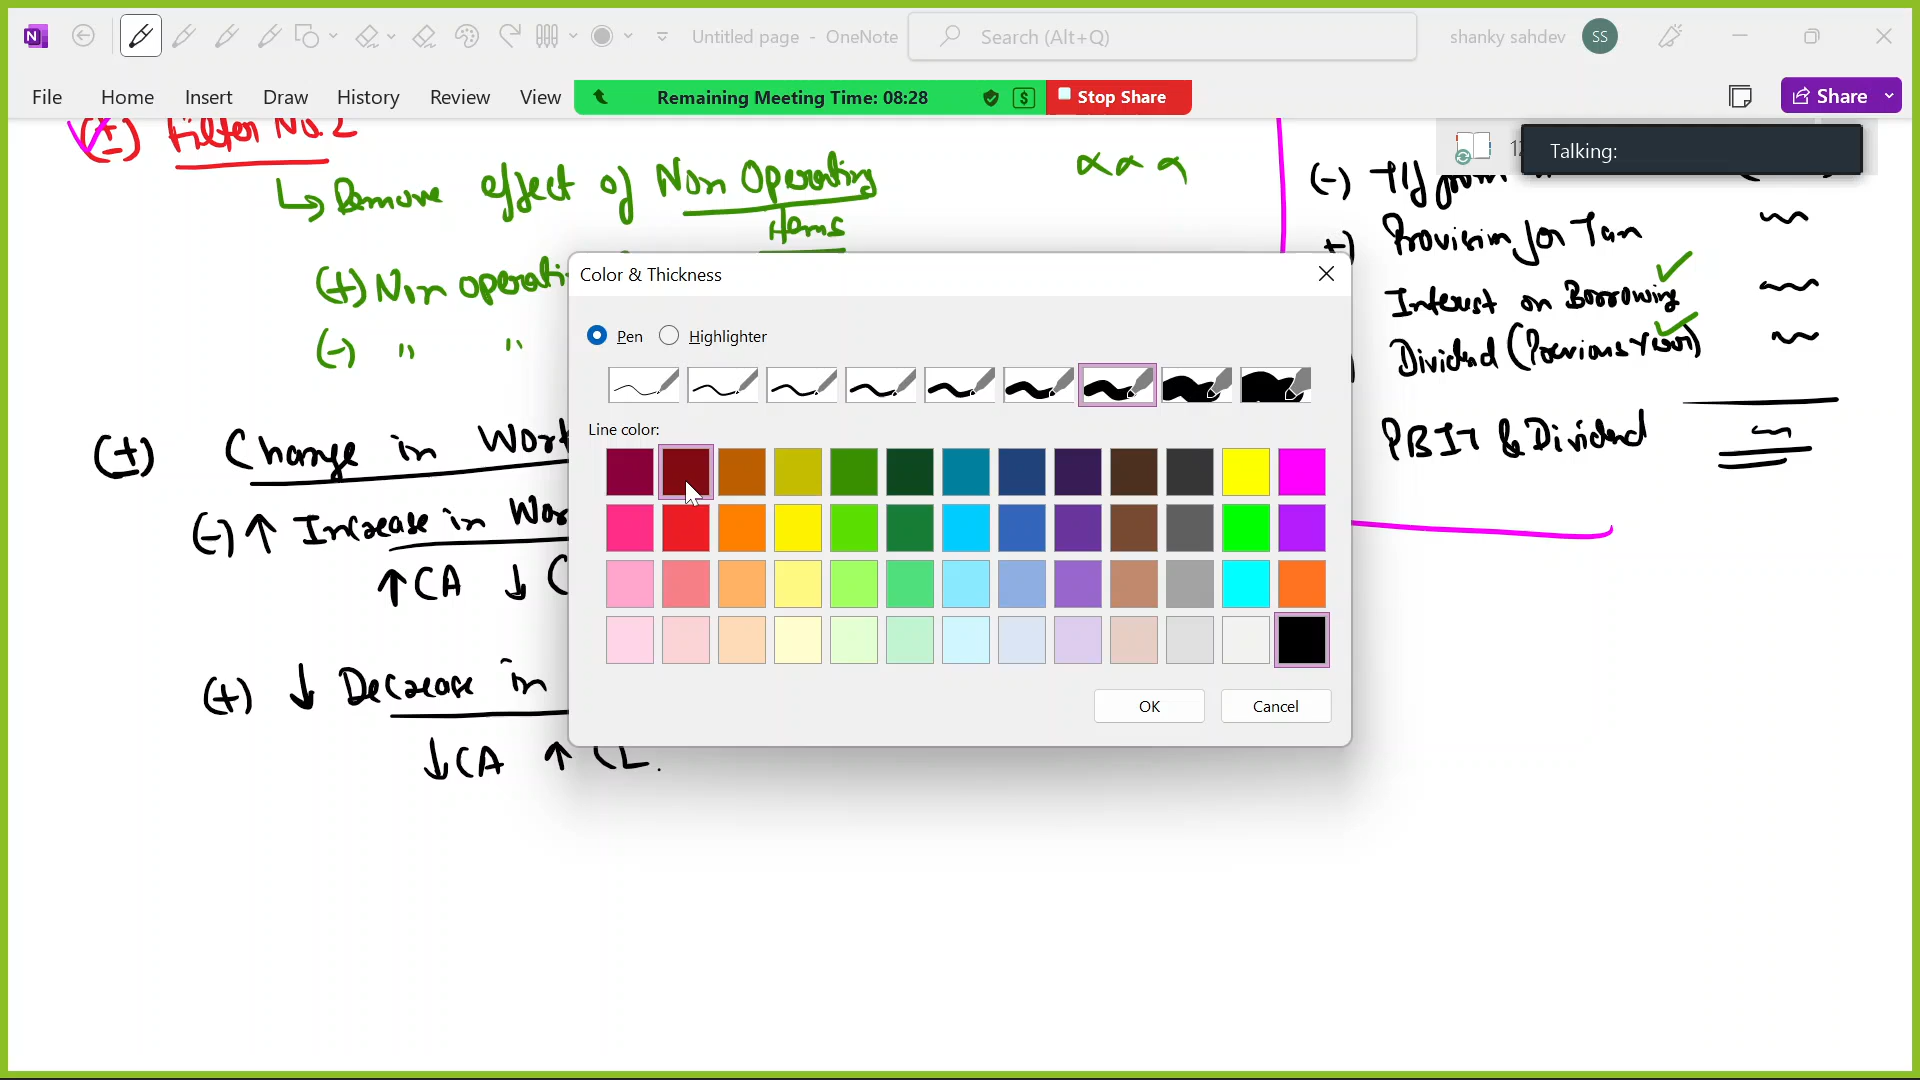 Untitled page - OneNote
Search (Alt+Q)
shanky sahdev
SS
File Home Insert Draw History Review View
Remaining Meeting Time: 08:28
$
Stop Share
Share
Talking:
(±) Filter No. 2
↳ Remove effect of Non Operating
Items
(+) Non operati
(-) " "
(±) Change in Work
(-) ↑ Increase in Wor
↑ CA ↓ C
(+) ↓ Decrease in
↓ CA ↑ CL.
(-)
Provision for Tax
Interest on Borrowing
Dividend (Previous Year)
PBIT & Dividend
Color & Thickness
Pen Highlighter
Line color:
OK Cancel